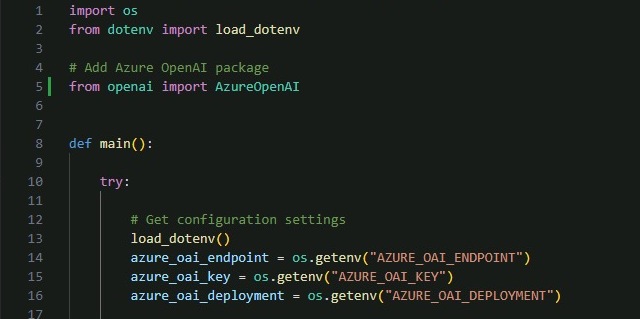 1 import os
2 from dotenv import load_dotenv
3
4 # Add Azure OpenAI package
5 from openai import AzureOpenAI
6
7
8 def main():
9
10 try:
11
12 # Get configuration settings
13 load_dotenv()
14 azure_oai_endpoint = os.getenv("AZURE_OAI_ENDPOINT")
15 azure_oai_key = os.getenv("AZURE_OAI_KEY")
16 azure_oai_deployment = os.getenv("AZURE_OAI_DEPLOYMENT")
17